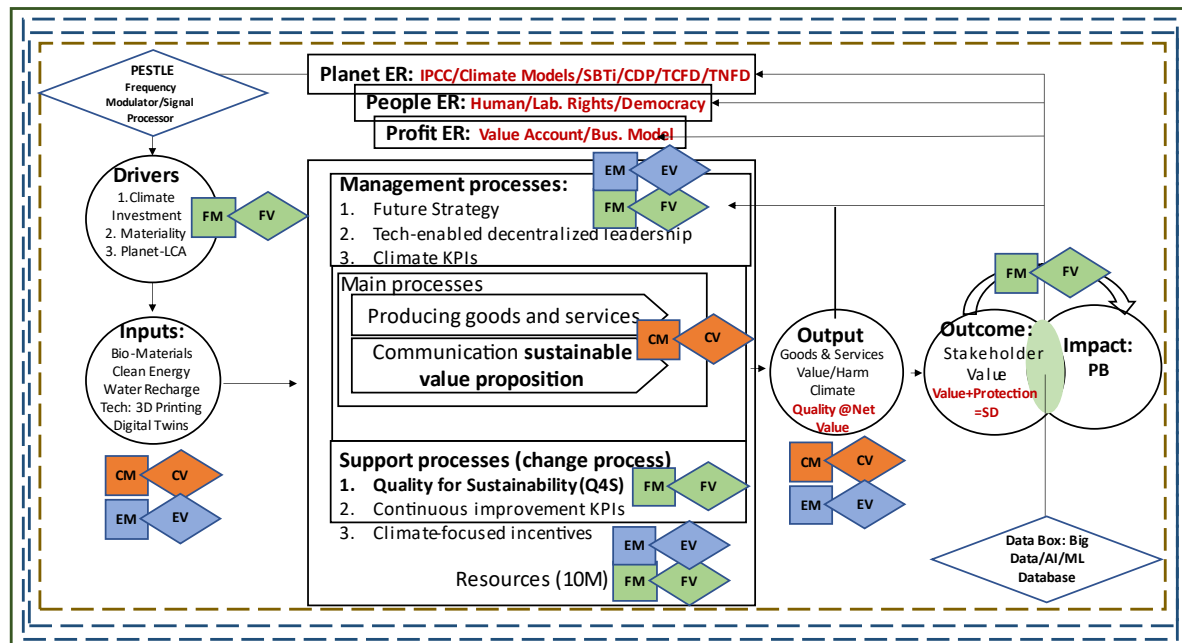 PESTLE
Frequency
Modulator/Signal
Processor
Planet ER: IPCC/Climate Models/SBTi/CDP/TCFD/TNFD
People ER: Human/Lab. Rights/Democracy
Profit ER: Value Account/Bus. Model
Drivers
1.Climate
Investment
2. Materiality
3. Planet-LCA
FM FV
EM EV
Management processes:
FM FV
1. Future Strategy
2. Tech-enabled decentralized leadership
3. Climate KPIs
Main processes
Producing goods and services
Communication sustainable
value proposition
CM CV
Inputs:
Bio-Materials
Clean Energy
Water Recharge
Tech: 3D Printing
Digital Twins
CM CV
EM EV
Support processes (change process)
1. Quality for Sustainability (Q4S)
2. Continuous improvement KPIs
3. Climate-focused incentives
FM FV
EM EV
Resources (10M)
FM FV
Output
Goods & Services
Value/Harm
Climate
Quality @Net
Value
CM CV
EM EV
FM FV
Outcome:
Stakeholder
Value
Value+Protection
=SD
Impact:
PB
Data Box: Big
Data/AI/ML
Database